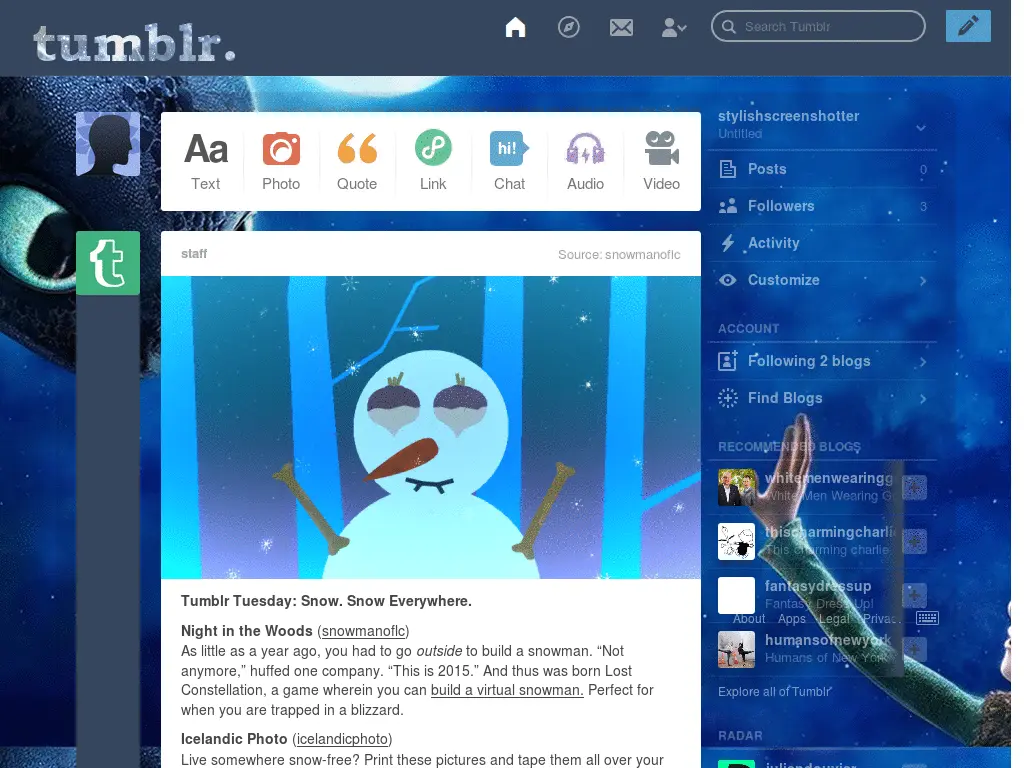 tumblr.
Search Tumblr
Aa
Text
Photo
Quote
Link
hi!
Chat
Audio
Video
stylishscreenshotter
Untitled
Posts 0
Followers 3
Activity
Customize
ACCOUNT
Following 2 blogs
Find Blogs
RECOMMENDED BLOGS
whitemenwearingg
White Men Wearing G
thischarmingcharli
This charming charlie
fantasydressup
Fantasy Dress Up!
About Apps Legal Priva
humansofnewyork
Humans of New York
Explore all of Tumblr
RADAR
t
staff
Source: snowmanoflc
Tumblr Tuesday: Snow. Snow Everywhere.
Night in the Woods (snowmanoflc)
As little as a year ago, you had to go outside to build a snowman. “Not
anymore,” huffed one company. “This is 2015.” And thus was born Lost
Constellation, a game wherein you can build a virtual snowman. Perfect for
when you are trapped in a blizzard.
Icelandic Photo (icelandicphoto)
Live somewhere snow-free? Print these pictures and tape them all over your